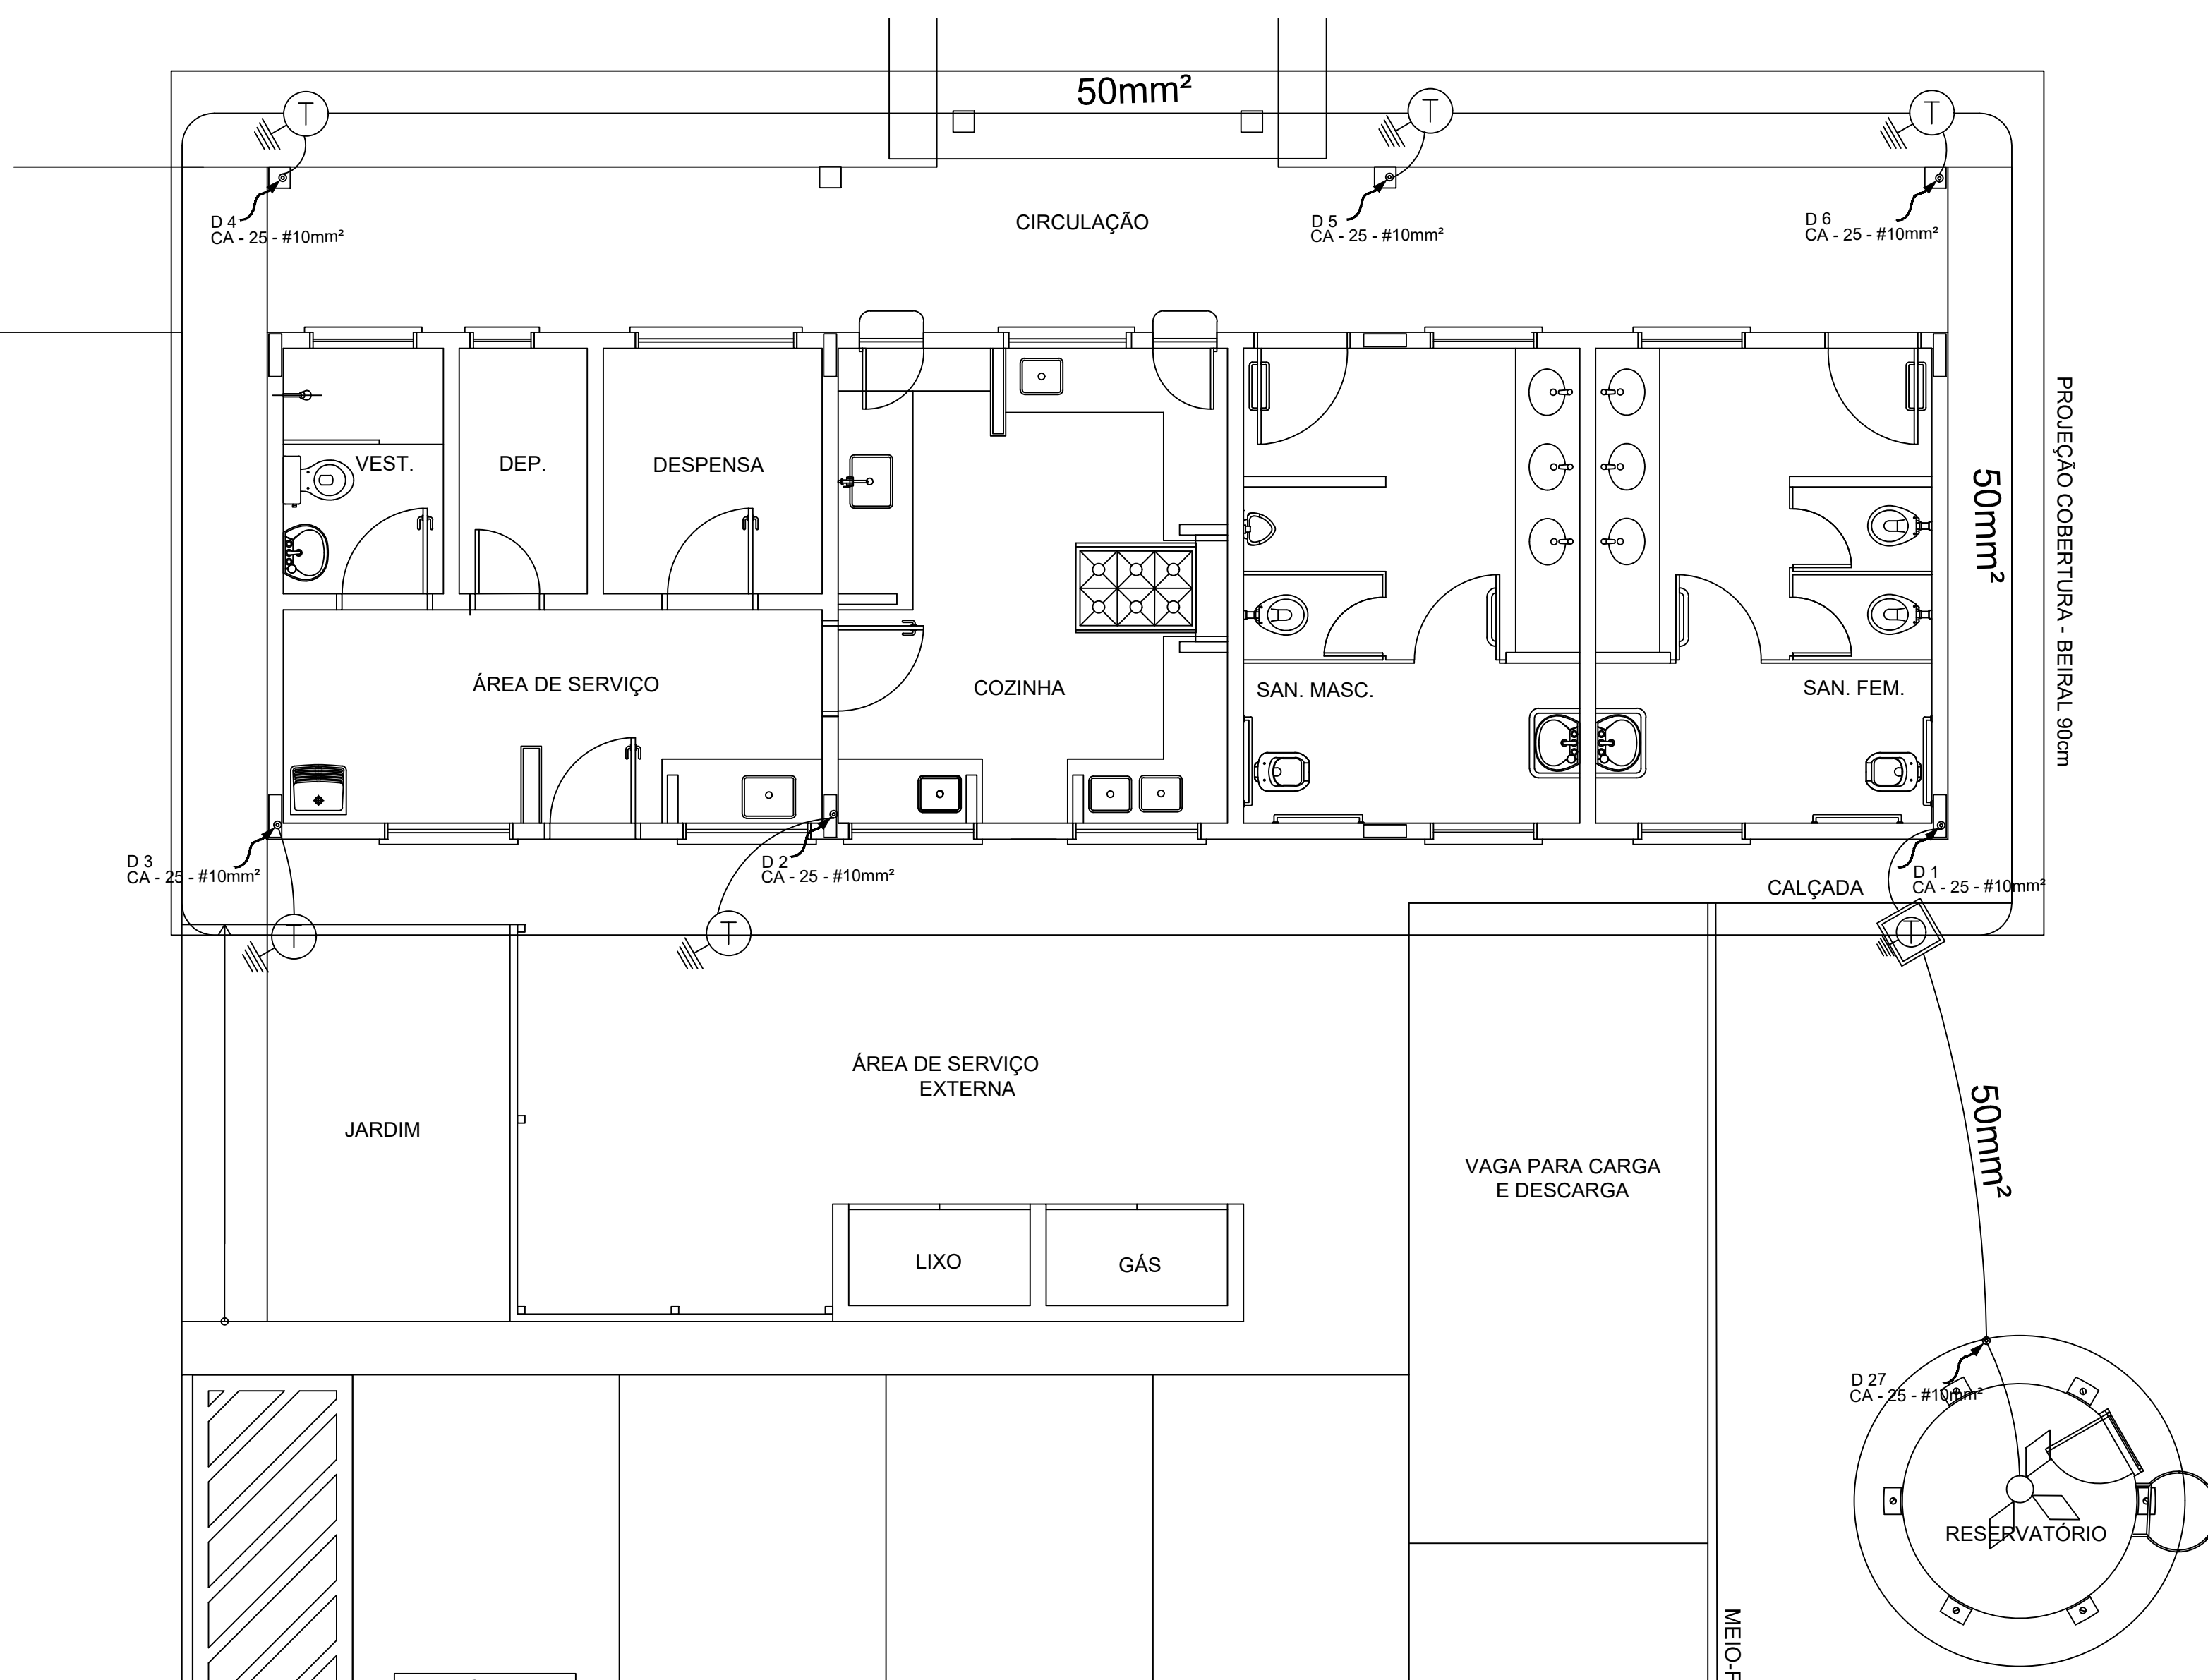 50mm²
T
T
T
D 4
CA - 25 - #10mm²
CIRCULAÇÃO
D 5
CA - 25 - #10mm²
D 6
CA - 25 - #10mm²
PROJEÇÃO COBERTURA - BEIRAL 90cm
50mm²
VEST.
DEP.
DESPENSA
ÁREA DE SERVIÇO
COZINHA
SAN. MASC.
SAN. FEM.
D 3
CA - 25 - #10mm²
D 2
CA - 25 - #10mm²
D 1
CA - 25 - #10mm²
CALÇADA
T
T
T
ÁREA DE SERVIÇO
EXTERNA
JARDIM
50mm²
VAGA PARA CARGA
E DESCARGA
LIXO
GÁS
D 27
CA - 25 - #10mm²
RESERVATÓRIO